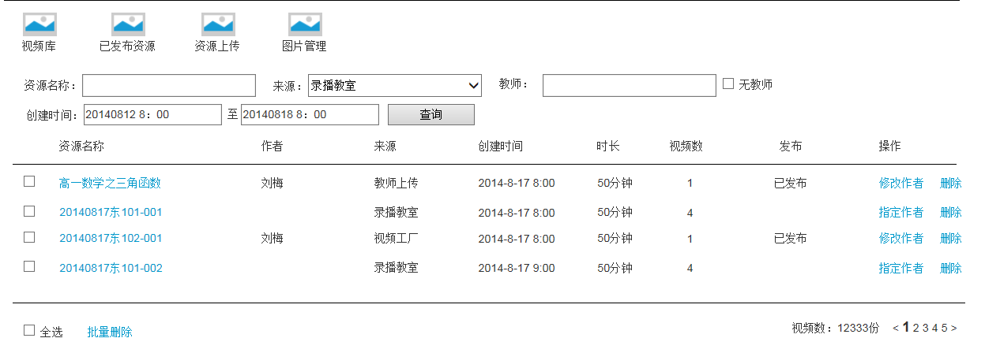 视频库 已发布资源 资源上传 图片管理
资源名称： 来源： 录播教室 教师： 无教师
创建时间： 20140812 8：00 至 20140818 8：00 查询
资源名称 作者 来源 创建时间 时长 视频数 发布 操作
高一数学之三角函数 刘梅 教师上传 2014-8-17 8:00 50分钟 1 已发布 修改作者 删除
20140817东101-001 录播教室 2014-8-17 8:00 50分钟 4 指定作者 删除
20140817东102-001 刘梅 视频工厂 2014-8-17 8:00 50分钟 1 已发布 修改作者 删除
20140817东101-002 录播教室 2014-8-17 9:00 50分钟 4 指定作者 删除
全选 批量删除 视频数：12333份 < 1 2 3 4 5 >